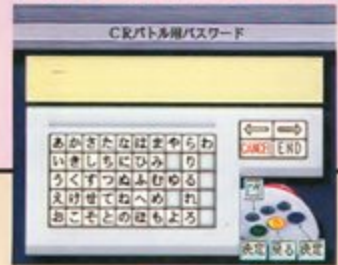 CRバトル用パスワード
あかさたなはまやらわ
いきしちにひみ り
うくすつぬふむゆる
えけせてねへめ れ
おこそとのほもよろ
CANCEL END
決定 戻る 決定